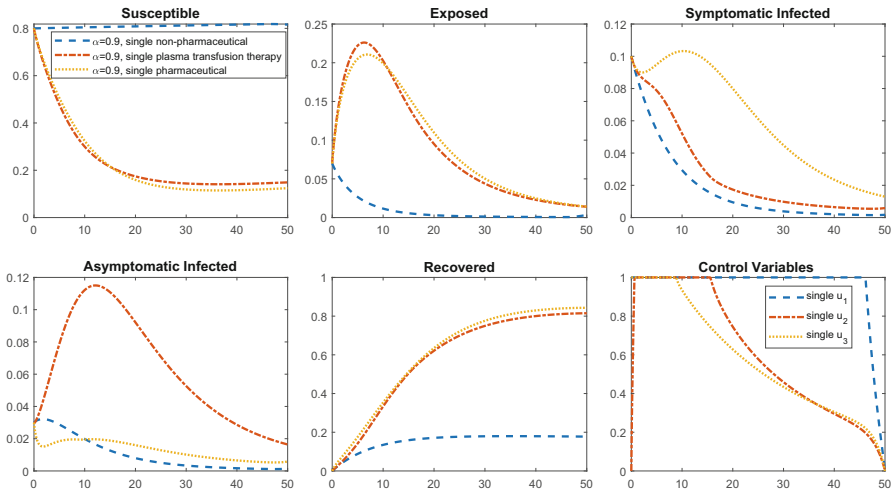 Susceptible
0.8
0.6
0.4
0.2
0
0 10 20 30 40 50
α=0.9, single non-pharmaceutical
α=0.9, single plasma transfusion therapy
α=0.9, single pharmaceutical
Exposed
0.25
0.2
0.15
0.1
0.05
0
0 10 20 30 40 50
Symptomatic Infected
0.12
0.1
0.08
0.06
0.04
0.02
0
0 10 20 30 40 50
Asymptomatic Infected
0.12
0.1
0.08
0.06
0.04
0.02
0
0 10 20 30 40 50
Recovered
1
0.8
0.6
0.4
0.2
0
0 10 20 30 40 50
Control Variables
1
0.8
0.6
0.4
0.2
0
0 10 20 30 40 50
single u₁
single u₂
single u₃